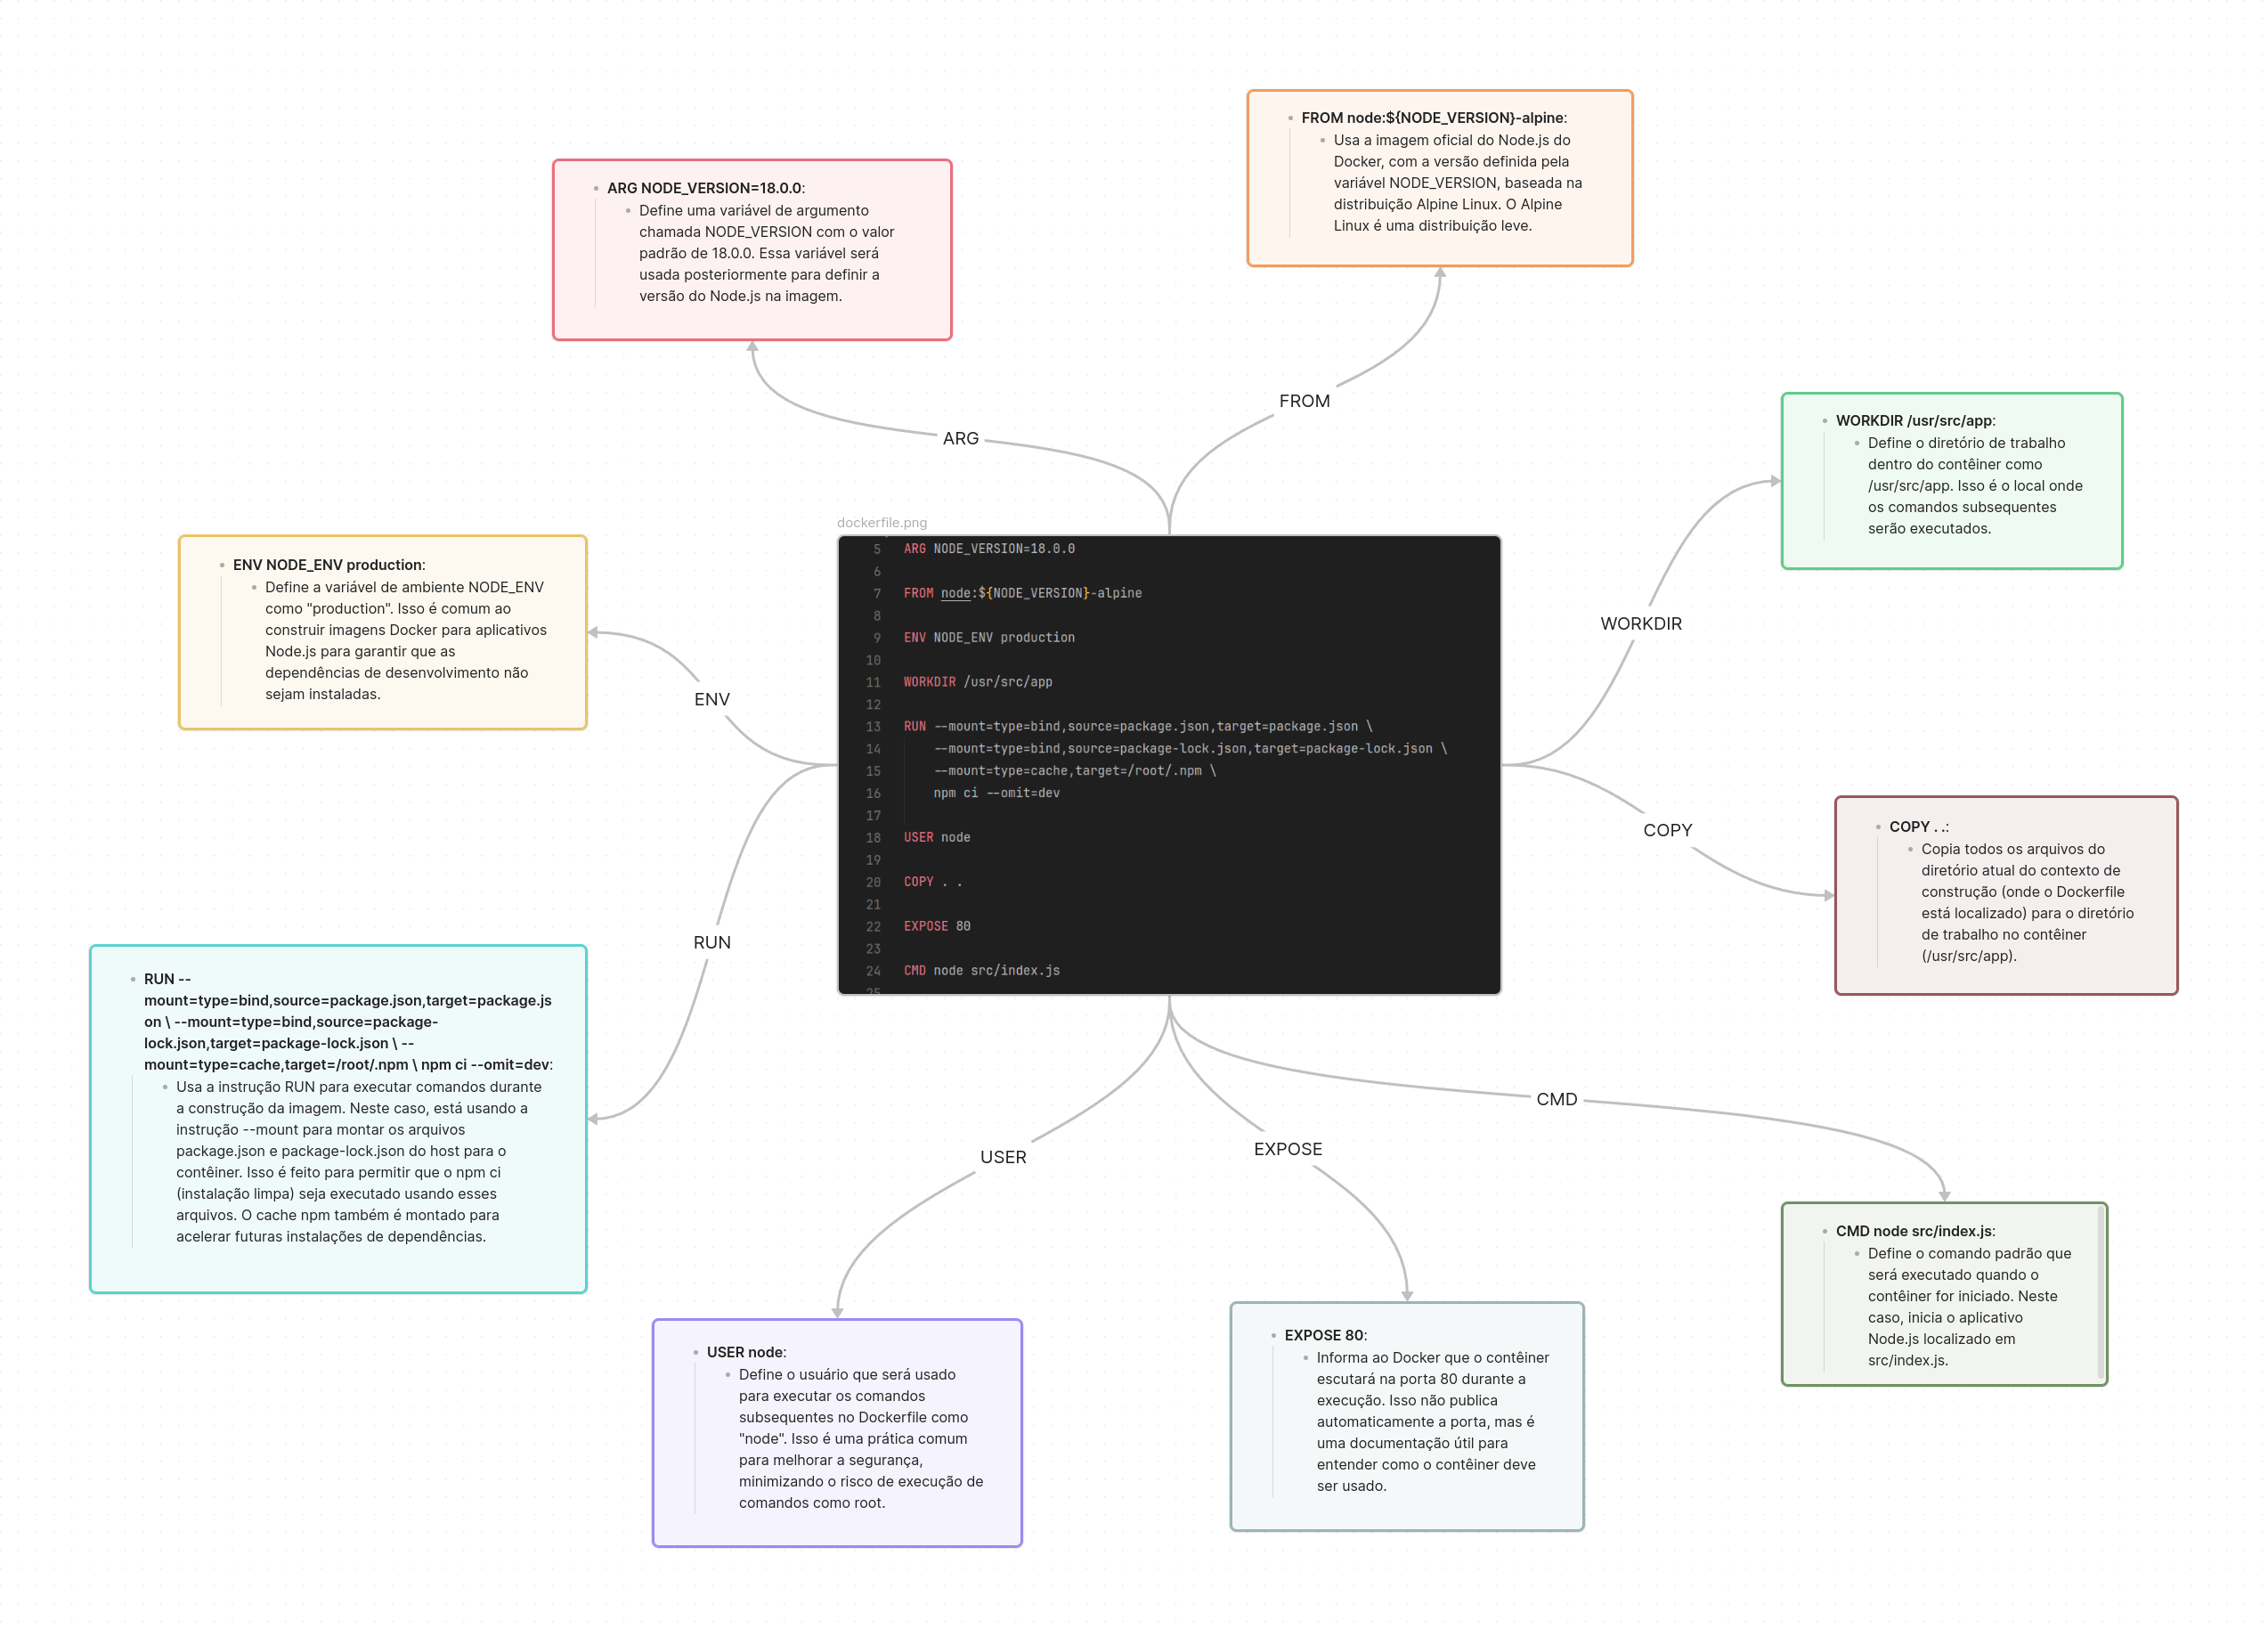 FROM node:${NODE_VERSION}-alpine:
Usa a imagem oficial do Node.js do
Docker, com a versão definida pela
variável NODE_VERSION, baseada na
distribuição Alpine Linux. O Alpine
Linux é uma distribuição leve.
ARG NODE_VERSION=18.0.0:
Define uma variável de argumento
chamada NODE_VERSION com o valor
padrão de 18.0.0. Essa variável será
usada posteriormente para definir a
versão do Node.js na imagem.
FROM
ARG
WORKDIR /usr/src/app:
Define o diretório de trabalho
dentro do contêiner como
/usr/src/app. Isso é o local onde
os comandos subsequentes
serão executados.
ENV NODE_ENV production:
Define a variável de ambiente NODE_ENV
como "production". Isso é comum ao
construir imagens Docker para aplicativos
Node.js para garantir que as
dependências de desenvolvimento não
sejam instaladas.
ENV
WORKDIR
dockerfile.png
5 ARG NODE_VERSION=18.0.0
6
7 FROM node:${NODE_VERSION}-alpine
8
9 ENV NODE_ENV production
10
11 WORKDIR /usr/src/app
12
13 RUN --mount=type=bind,source=package.json,target=package.json \
14 --mount=type=bind,source=package-lock.json,target=package-lock.json \
15 --mount=type=cache,target=/root/.npm \
16 npm ci --omit=dev
17
18 USER node
19
20 COPY . .
21
22 EXPOSE 80
23
24 CMD node src/index.js
25
COPY
COPY . .:
Copia todos os arquivos do
diretório atual do contexto de
construção (onde o Dockerfile
está localizado) para o diretório
de trabalho no contêiner
(/usr/src/app).
RUN
RUN --
mount=type=bind,source=package.json,target=package.js
on \ --mount=type=bind,source=package-
lock.json,target=package-lock.json \ --
mount=type=cache,target=/root/.npm \ npm ci --omit=dev:
Usa a instrução RUN para executar comandos durante
a construção da imagem. Neste caso, está usando a
instrução --mount para montar os arquivos
package.json e package-lock.json do host para o
contêiner. Isso é feito para permitir que o npm ci
(instalação limpa) seja executado usando esses
arquivos. O cache npm também é montado para
acelerar futuras instalações de dependências.
CMD
USER
EXPOSE
CMD node src/index.js:
Define o comando padrão que
será executado quando o
contêiner for iniciado. Neste
caso, inicia o aplicativo
Node.js localizado em
src/index.js.
USER node:
Define o usuário que será usado
para executar os comandos
subsequentes no Dockerfile como
"node". Isso é uma prática comum
para melhorar a segurança,
minimizando o risco de execução de
comandos como root.
EXPOSE 80:
Informa ao Docker que o contêiner
escutará na porta 80 durante a
execução. Isso não publica
automaticamente a porta, mas é
uma documentação útil para
entender como o contêiner deve
ser usado.